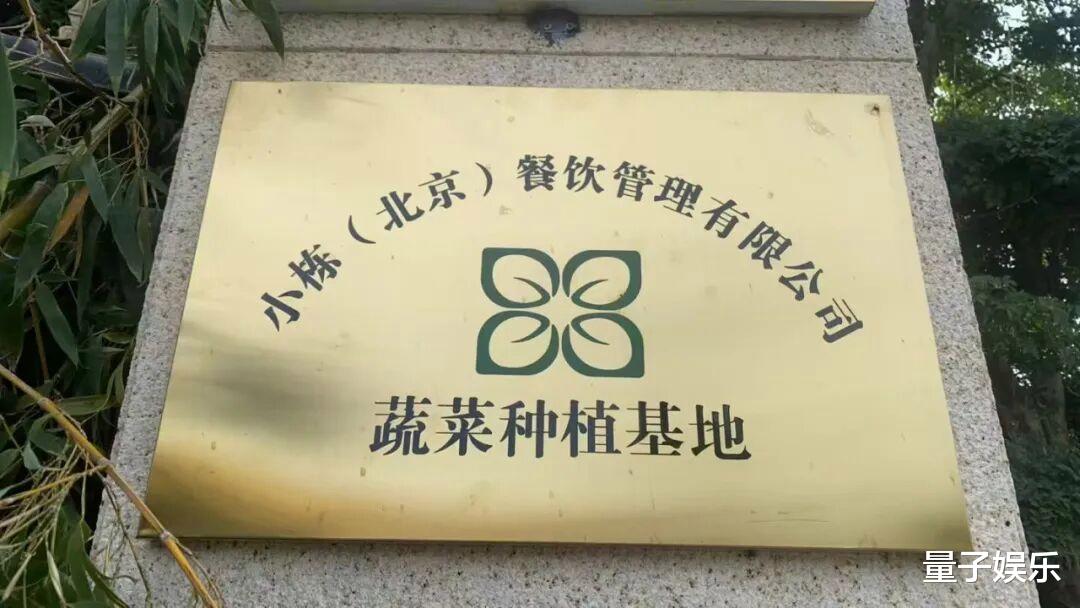 小栋（北京）餐饮管理有限公司
蔬菜种植基地
量子娱乐